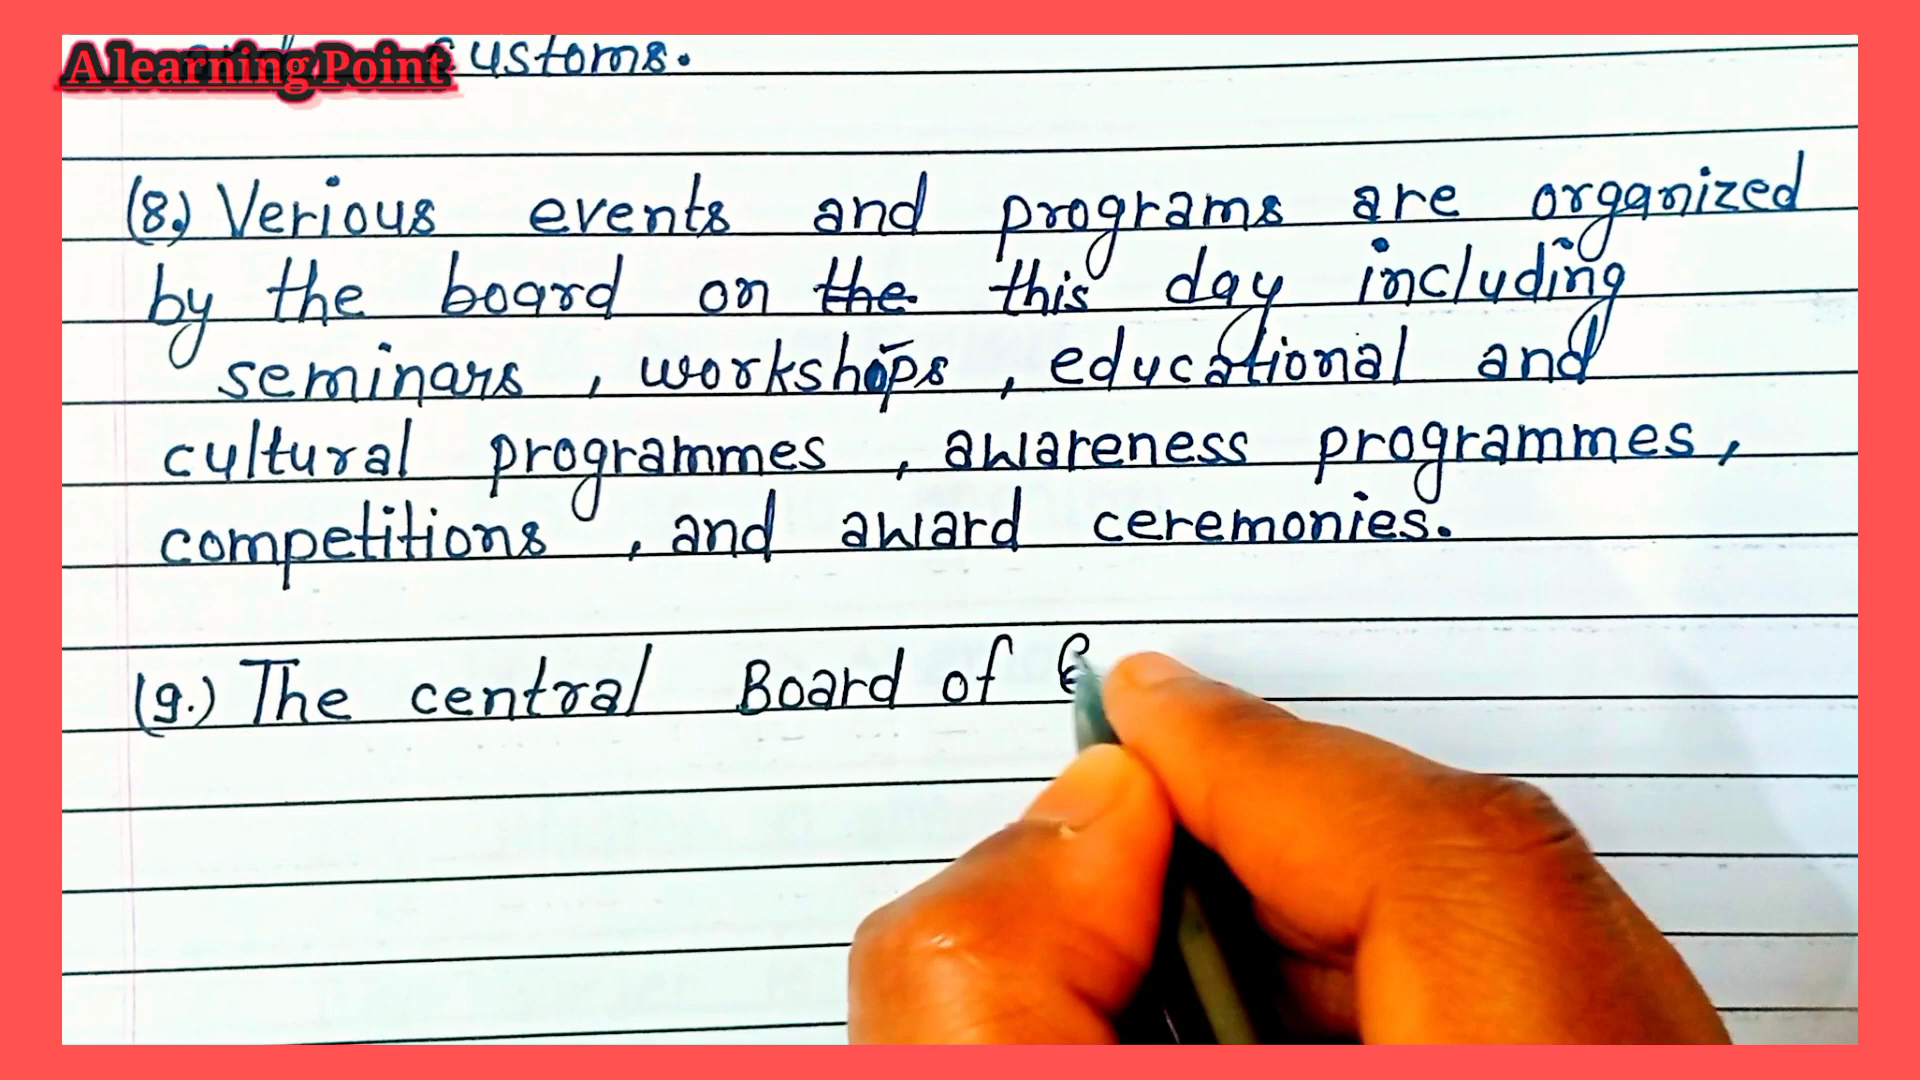 A learning Point
customs.
(8.) Verious events and programs are organized
by the board on the this day including
seminars , workshops , educational and
cultural programmes , awareness programmes ,
competitions , and award ceremonies.
(9.) The central Board of E